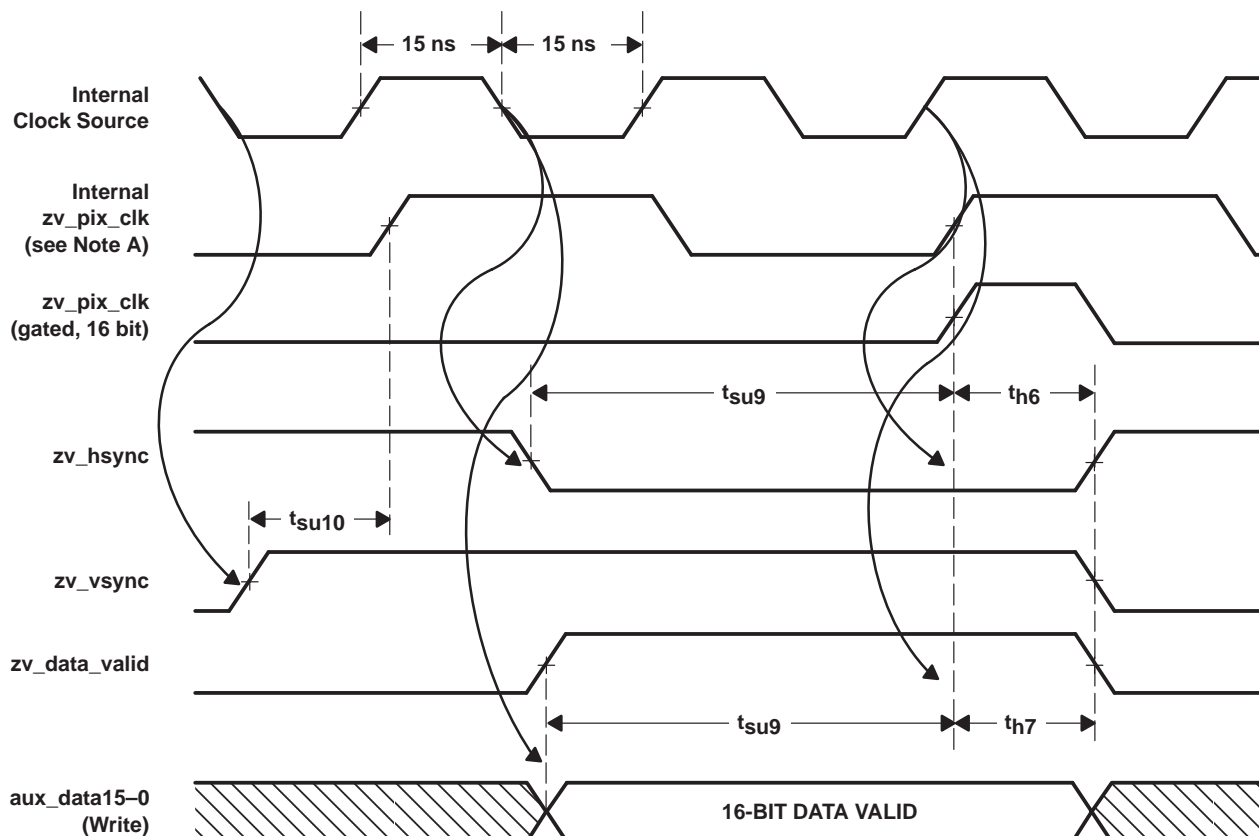 15 ns
15 ns
Internal
Clock Source
Internal
zv_pix_clk
(see Note A)
zv_pix_clk
(gated, 16 bit)
tsu9
th6
zv_hsync
tsu10
zv_vsync
zv_data_valid
tsu9
th7
aux_data15–0
(Write)
16-BIT DATA VALID